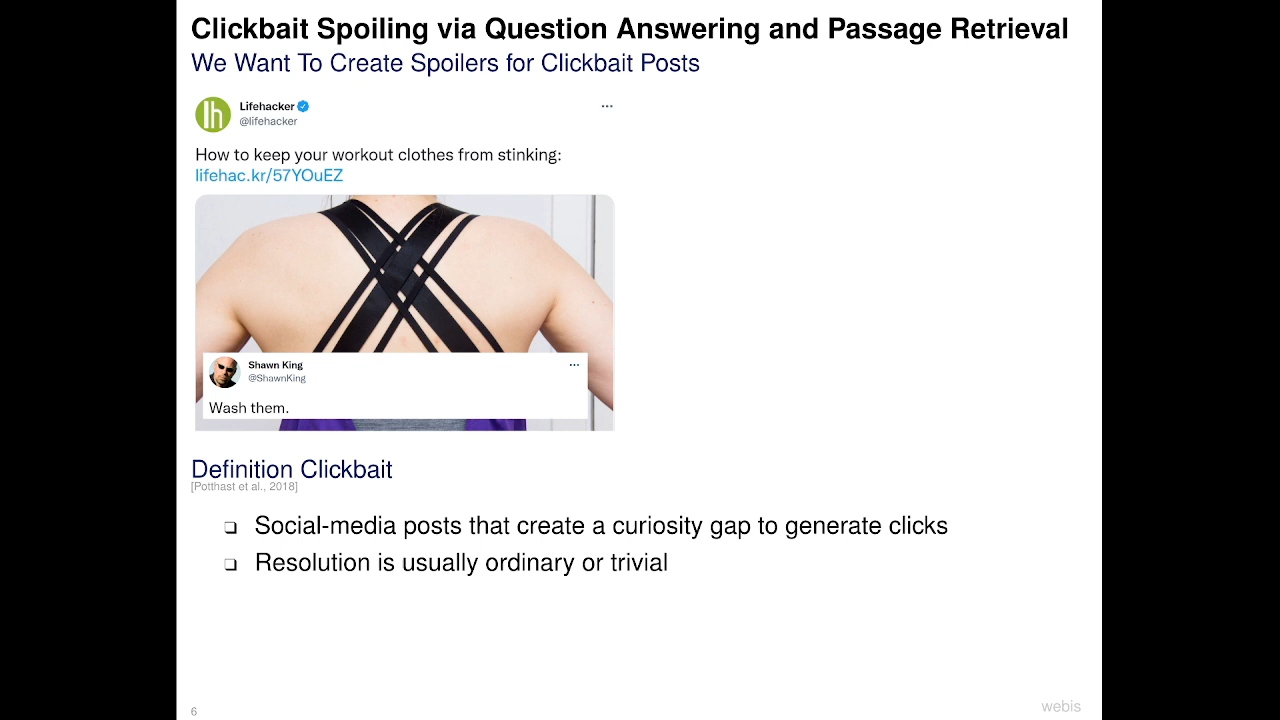 Clickbait Spoiling via Question Answering and Passage Retrieval
We Want To Create Spoilers for Clickbait Posts
lh
Lifehacker
@lifehacker
...
How to keep your workout clothes from stinking:
lifehac.kr/57YOuEZ
Shawn King
@ShawnKing
...
Wash them.
Definition Clickbait
[Potthast et al., 2018]
❏ Social-media posts that create a curiosity gap to generate clicks
❏ Resolution is usually ordinary or trivial
6
webis